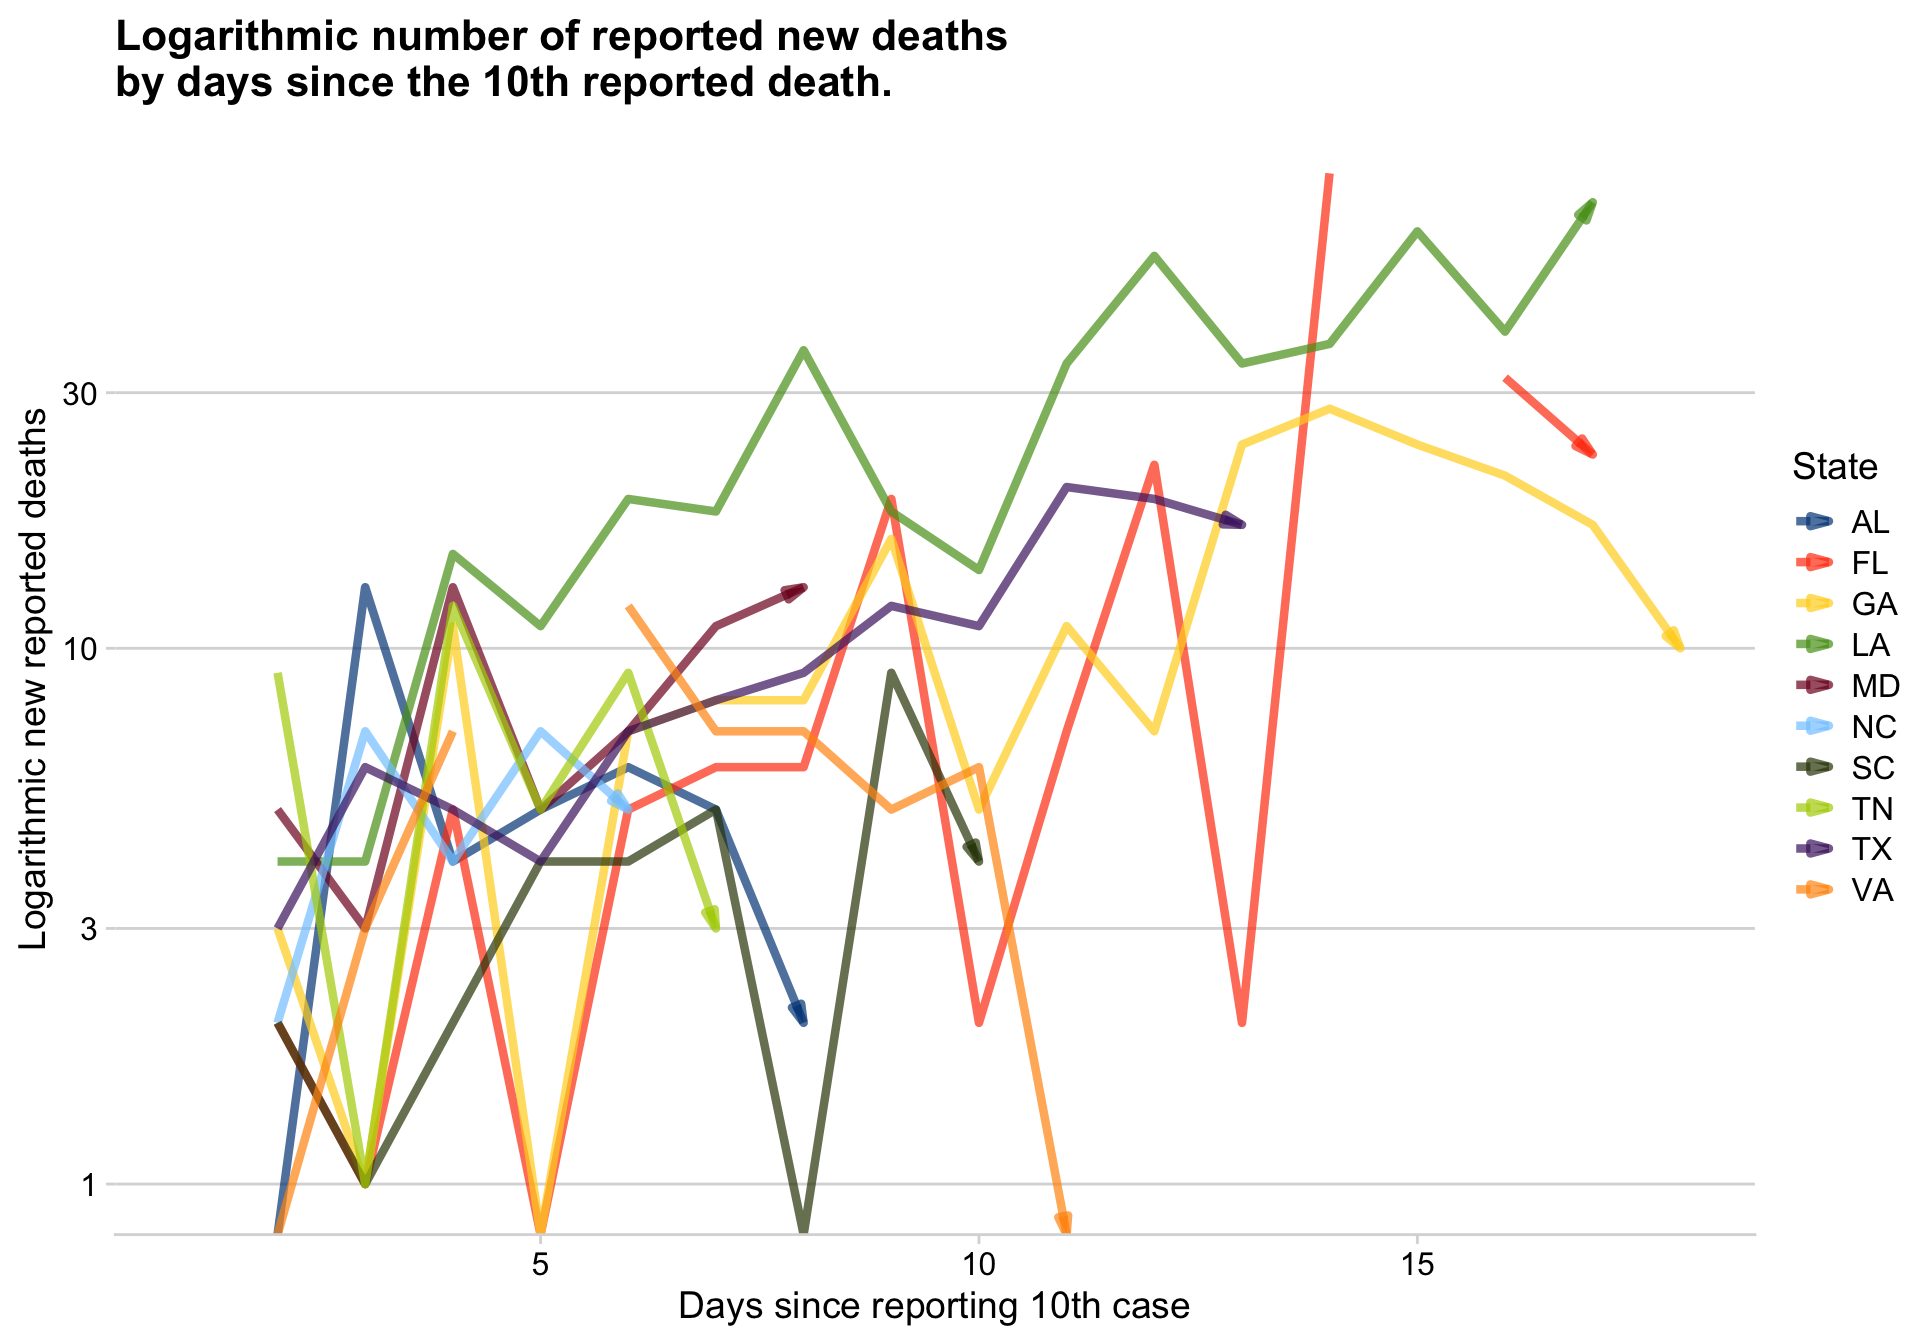 Logarithmic number of reported new deaths
by days since the 10th reported death.
Logarithmic new reported deaths
30
10
3
1
5
10
15
Days since reporting 10th case
State
AL
FL
GA
LA
MD
NC
SC
TN
TX
VA